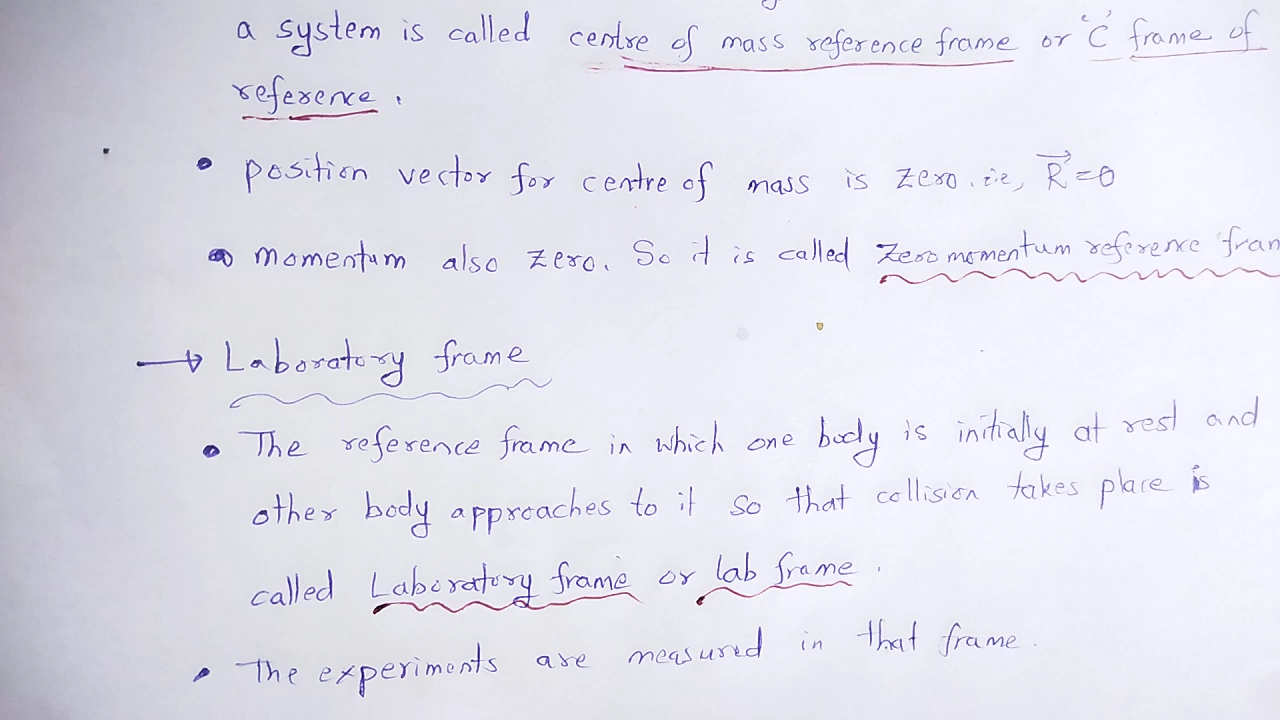 a system is called centre of mass reference frame or 'C' frame of
reference.
• position vector for centre of mass is zero. i.e, R⃗=0
• momentum also zero. So it is called Zero momentum reference fram
→ Laboratory frame
• The reference frame in which one body is initially at rest and
other body approaches to it so that collision takes place is
called Laboratory frame or lab frame.
• The experiments are measured in that frame.